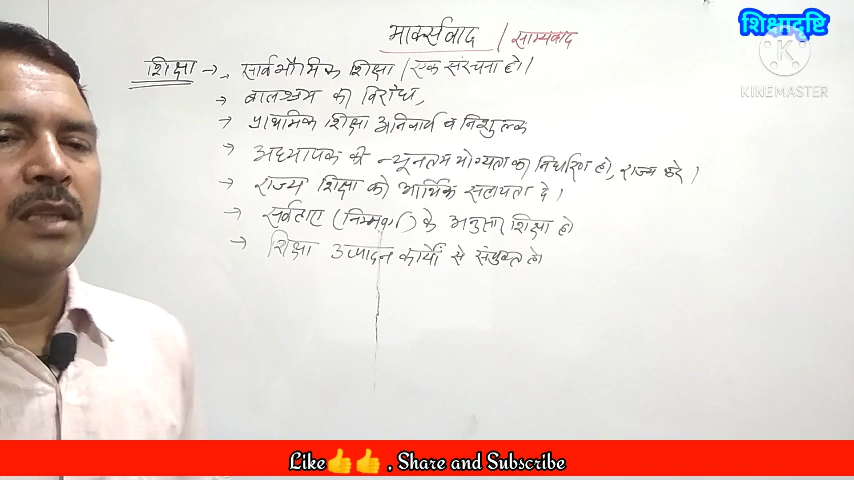 मार्क्सवाद / साम्यवाद
शिक्षादृष्टि
KINEMASTER
शिक्षा → → सार्वभौमिक शिक्षा / एक संरचना हो।
→ बालश्रम का विरोध,
→ प्राथमिक शिक्षा अनिवार्य व निशुल्क
→ अध्यापक की न्यूनतम योग्यता का निर्धारण हो, राज्य करे।
→ राज्य शिक्षा को आर्थिक सहायता दे।
→ सर्वहारा (निम्नवर्ग) के अनुसार शिक्षा हो
→ शिक्षा उत्पादन कार्यों से संयुक्त हो
Like👍👍 , Share and Subscribe